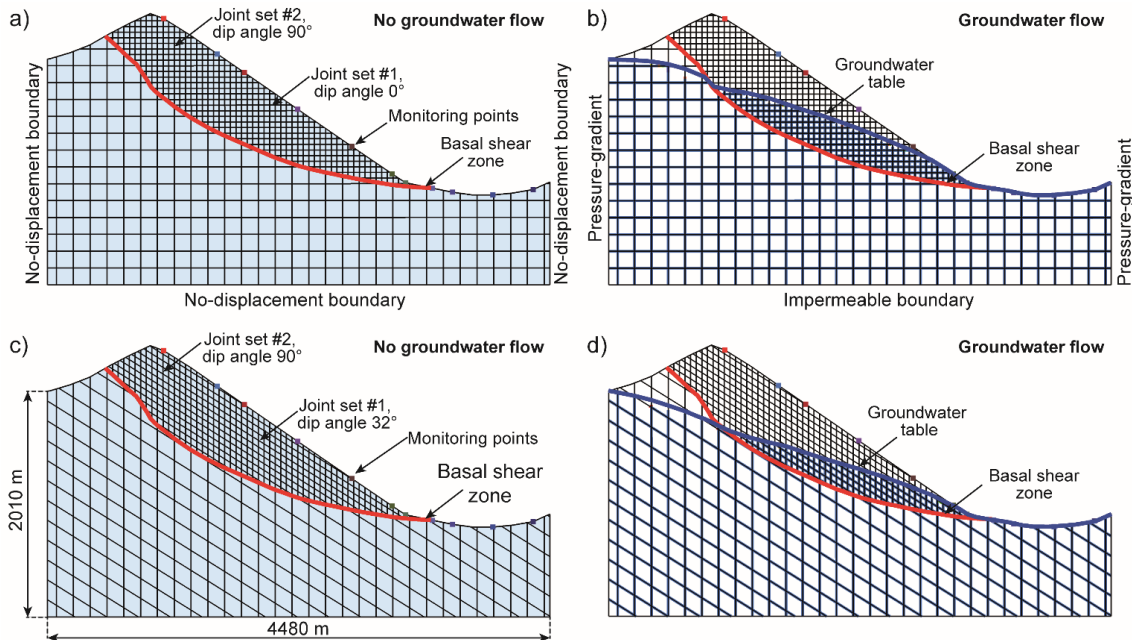 a)
Joint set #2,
dip angle 90°
No groundwater flow
Joint set #1,
dip angle 0°
Monitoring points
Basal shear
zone
No-displacement boundary
No-displacement boundary
No-displacement boundary
b)
Groundwater flow
Groundwater
table
Basal shear
zone
Pressure-gradient
Pressure-gradient
Impermeable boundary
c)
Joint set #2,
dip angle 90°
No groundwater flow
Joint set #1,
dip angle 32°
Monitoring points
Basal shear
zone
2010 m
4480 m
d)
Groundwater flow
Groundwater
table
Basal shear
zone